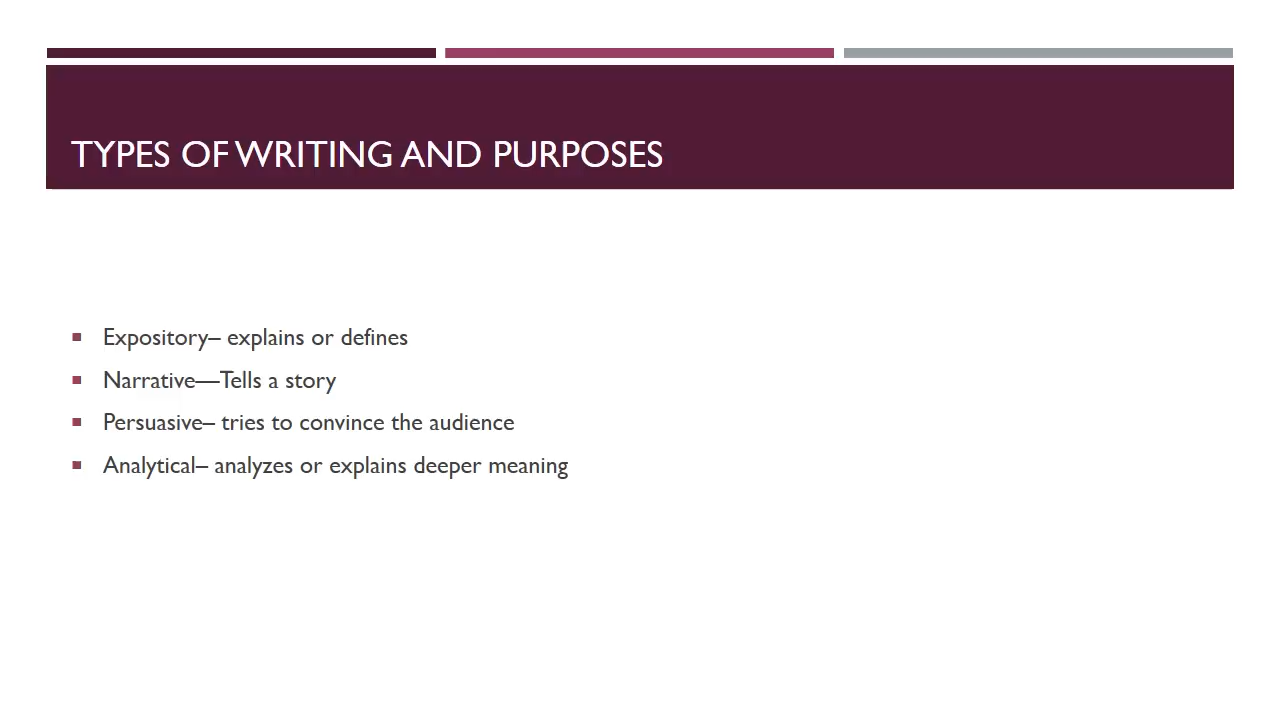 TYPES OF WRITING AND PURPOSES
Expository– explains or defines
Narrative—Tells a story
Persuasive– tries to convince the audience
Analytical– analyzes or explains deeper meaning